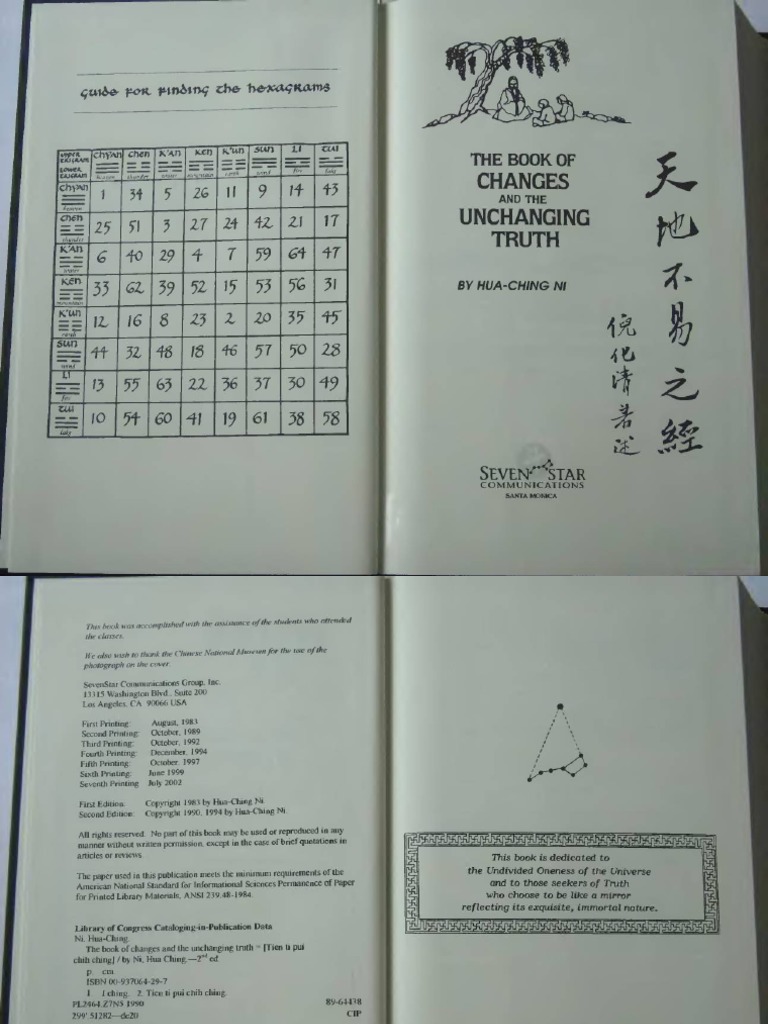 Guide for finding the hexagrams
UPPER TRIGRAM LOWER TRIGRAM Ch'yan heaven Chen thunder K'an water Ken mountain K'un earth Sun wind Li fire Tui lake
Ch'yan heaven 1 34 5 26 11 9 14 43
Chen thunder 25 51 3 27 24 42 21 17
K'an water 6 40 29 4 7 59 64 47
Ken 33 62 39 52 15 53 56 31
K'un earth 12 16 8 23 2 20 35 45
Sun wind 44 32 48 18 46 57 50 28
Li fire 13 55 63 22 36 37 30 49
Tui lake 10 54 60 41 19 61 38 58
THE BOOK OF
CHANGES
AND THE
UNCHANGING
TRUTH
BY HUA-CHING NI
天地不易之經
倪化清著述
SEVEN STAR
COMMUNICATIONS
SANTA MONICA
This book was accomplished with the assistance of the students who attended
the classes.
We also wish to thank the Chinese National Museum for the use of the
photograph on the cover.
SevenStar Communications Group, Inc.
13315 Washington Blvd., Suite 200
Los Angeles, CA 90066 USA
First Printing: August, 1983
Second Printing: October, 1989
Third Printing: October, 1992
Fourth Printing: December, 1994
Fifth Printing: October, 1997
Sixth Printing: June 1999
Seventh Printing July 2002
First Edition: Copyright 1983 by Hua-Ching Ni
Second Edition: Copyright 1990, 1994 by Hua-Ching Ni.
All rights reserved. No part of this book may be used or reproduced in any
manner without written permission, except in the case of brief quotations in
articles or reviews.
The paper used in this publication meets the minimum requirements of the
American National Standard for Informational Sciences Permanence of Paper
for Printed Library Materials, ANSI 239.48-1984.
Library of Congress Cataloging-in-Publication Data
Ni, Hua-Ching.
The book of changes and the unchanging truth = [Tien ti pui
chih ching] / by Ni, Hua Ching.—2nd ed
p. cm.
ISBN 00-937064-29-7
1. I ching. 2. Tien ti pui chih ching.
PL2464.Z7N5 1990
299' 51282—dc20
89-64438
CIP
This book is dedicated to
the Undivided Oneness of the Universe
and to those seekers of Truth
who choose to be like a mirror
reflecting its exquisite, immortal nature.